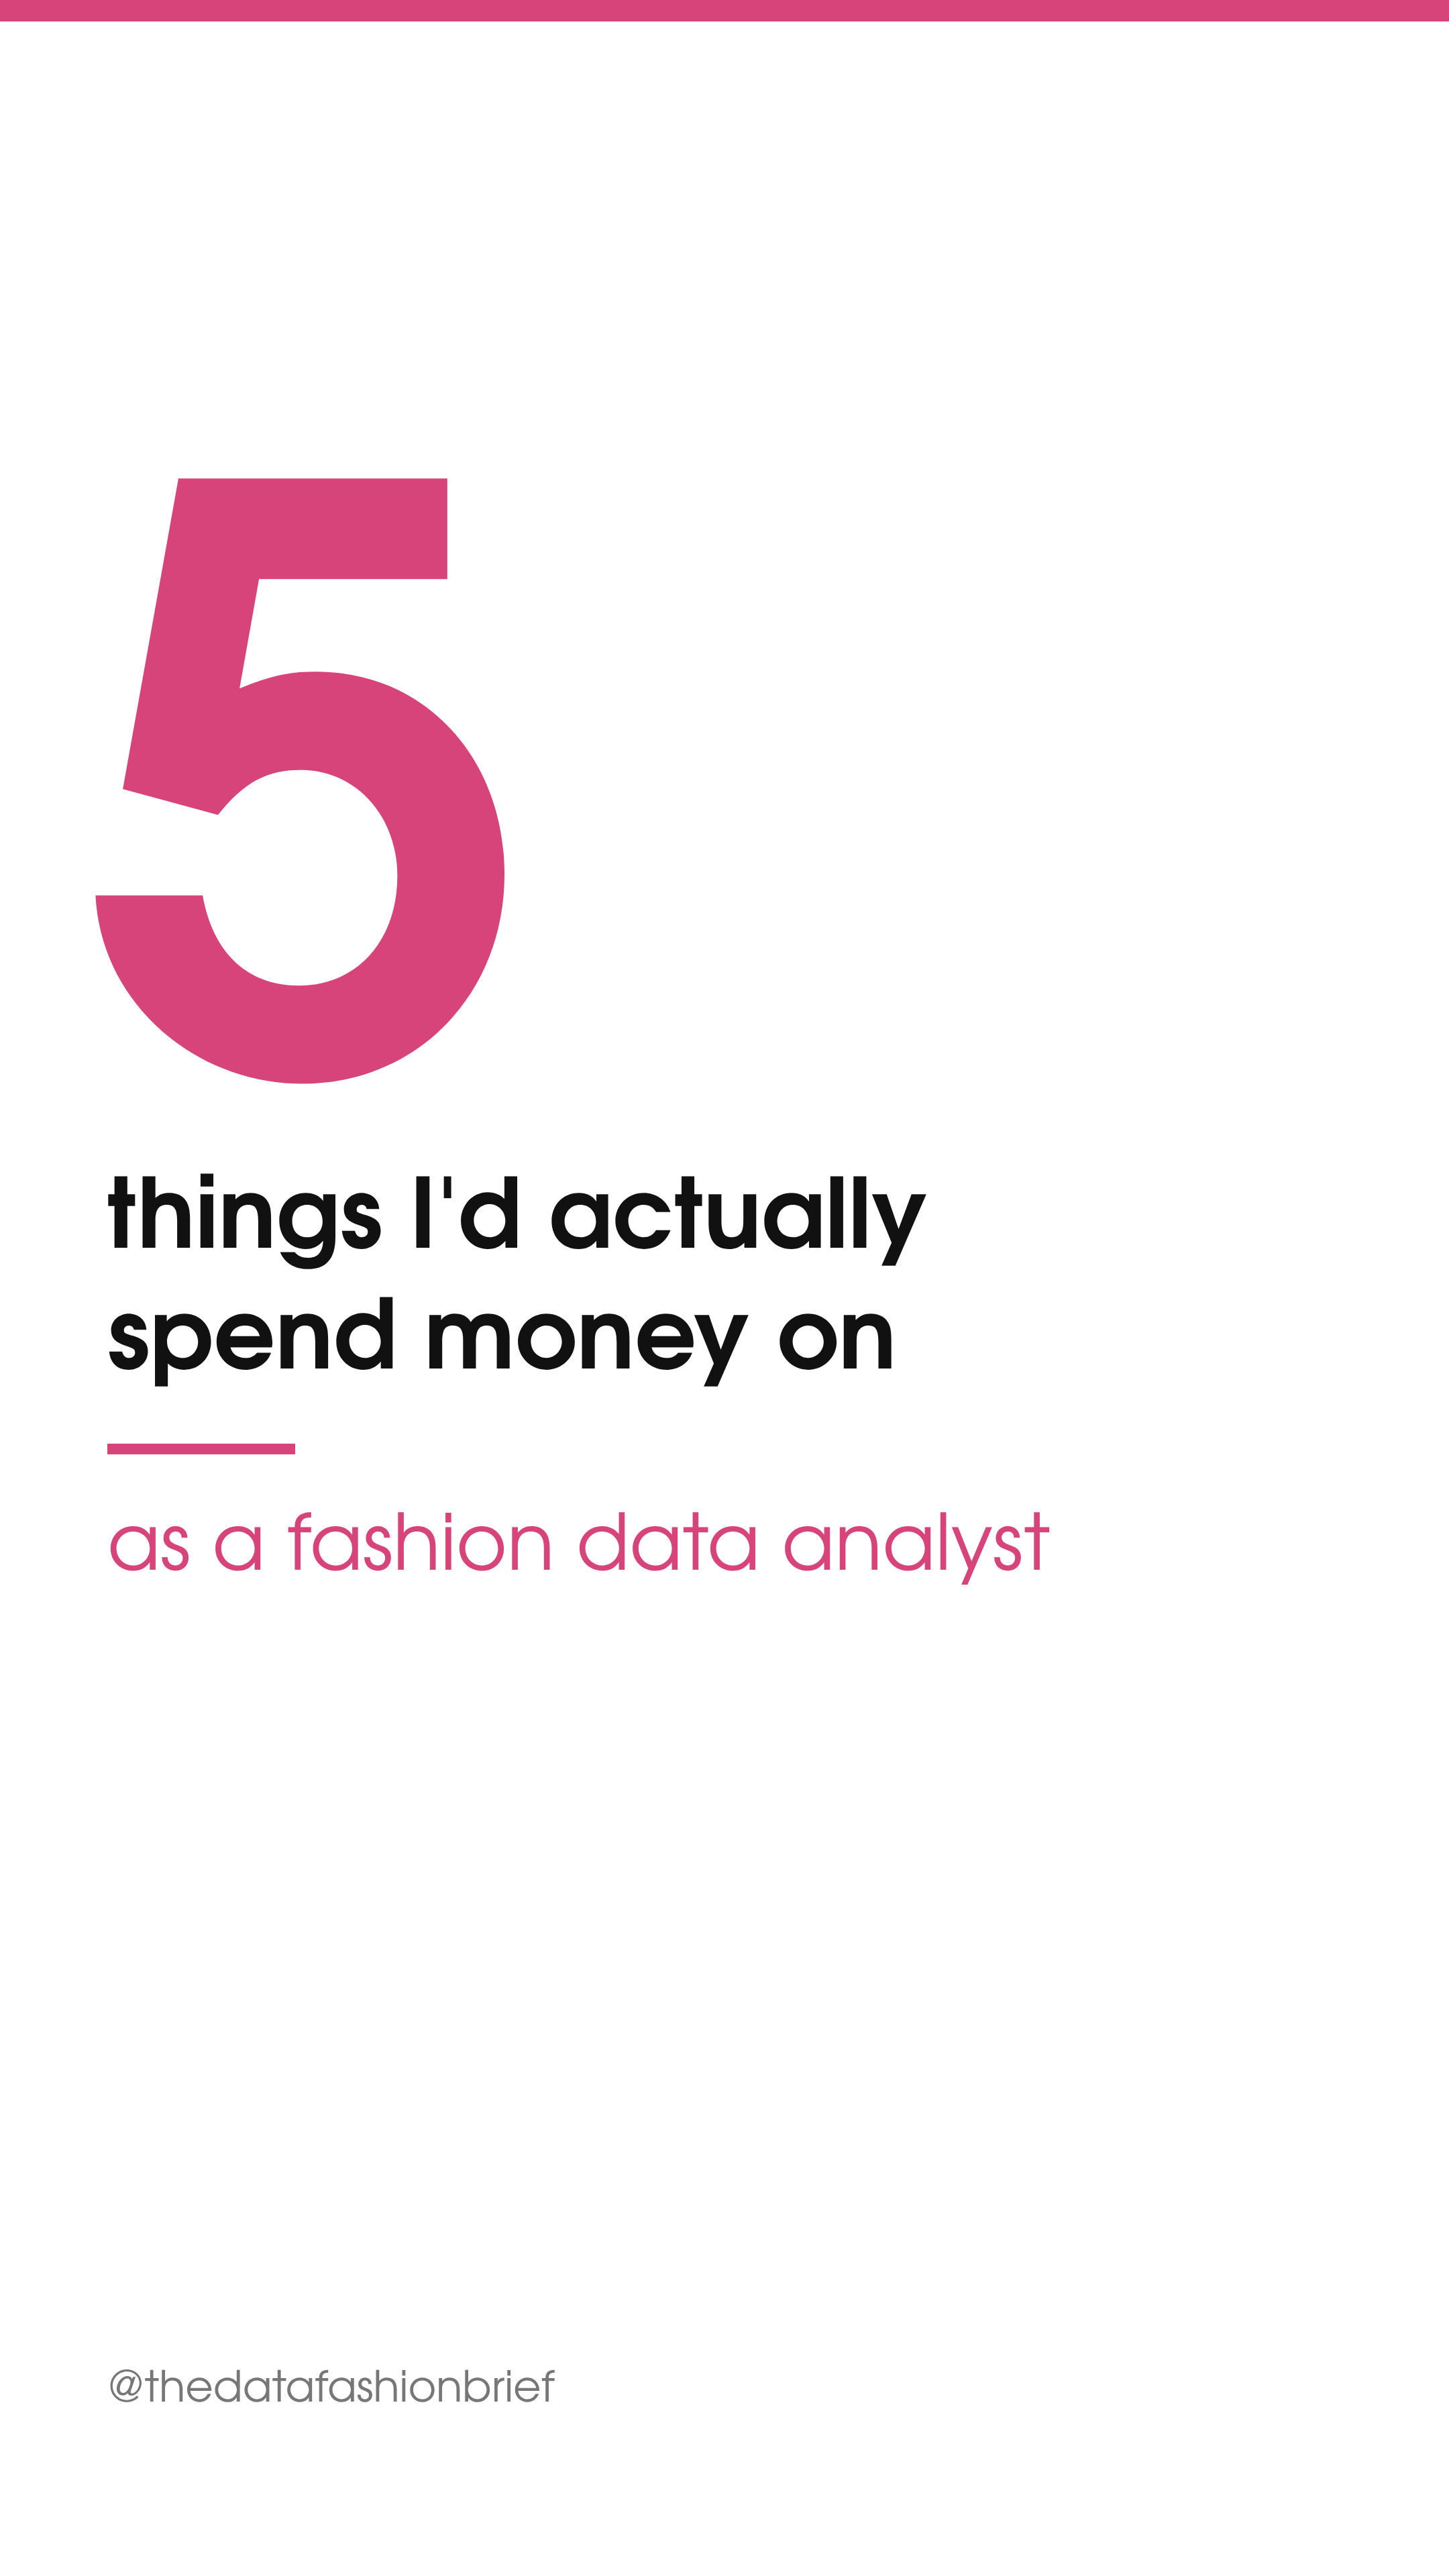 5
things I'd actually
spend money on
as a fashion data analyst
@thedatafashionbrief